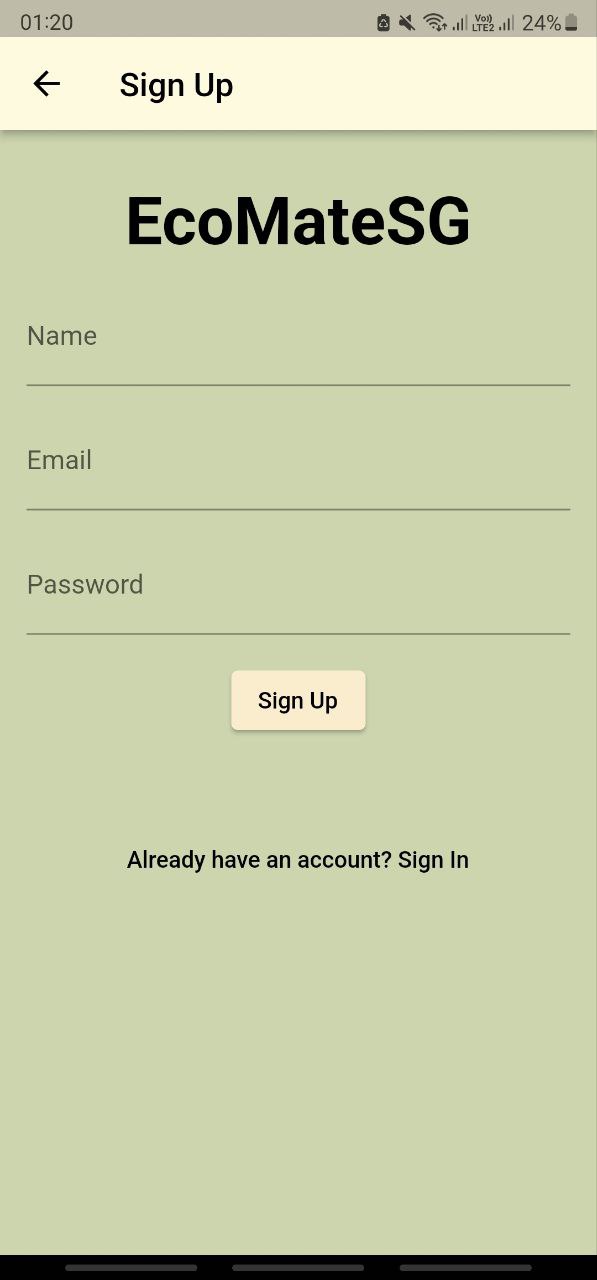 01:20 Vo)) LTE2 24%
Sign Up
EcoMateSG
Name
Email
Password
Sign Up
Already have an account? Sign In